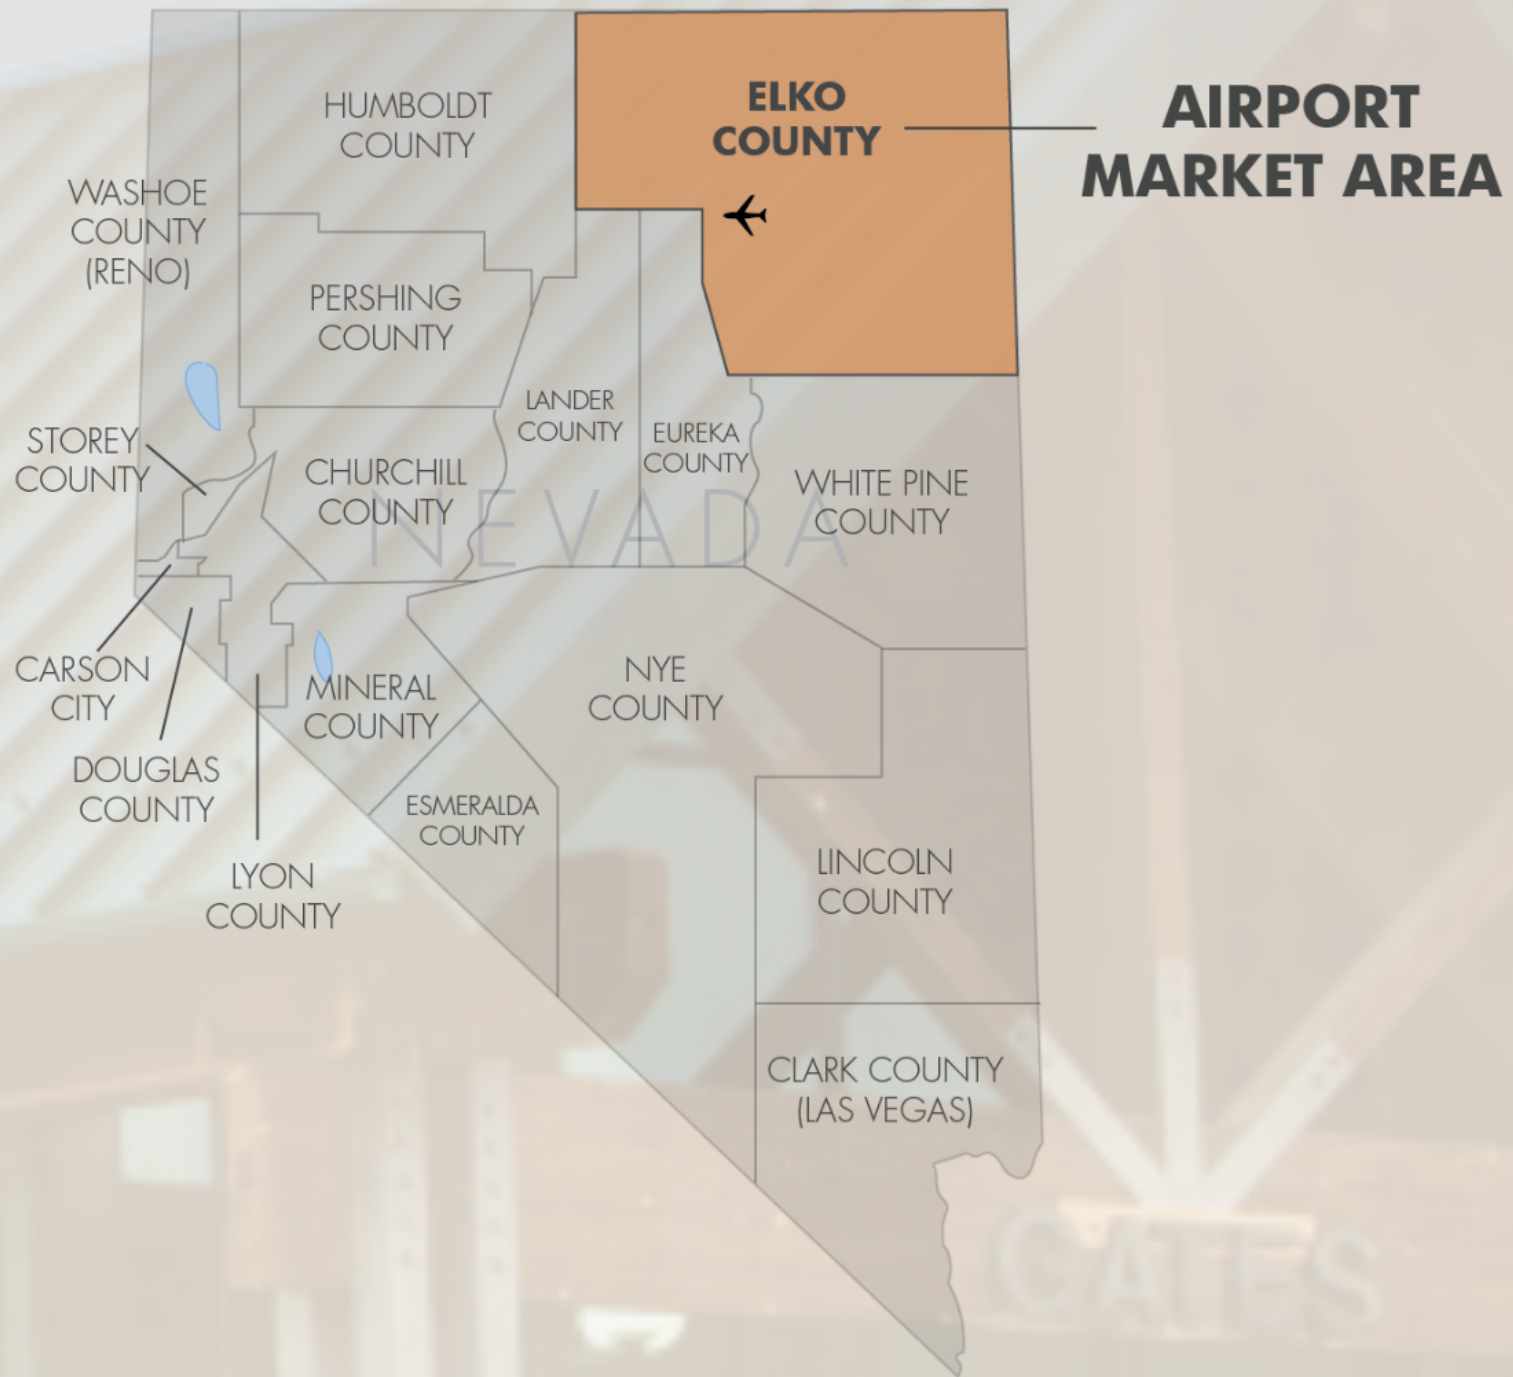 HUMBOLDT
COUNTY
ELKO
COUNTY
AIRPORT
MARKET AREA
WASHOE
COUNTY
(RENO)
PERSHING
COUNTY
LANDER
COUNTY
EUREKA
COUNTY
STOREY
COUNTY
CHURCHILL
COUNTY
WHITE PINE
COUNTY
NEVADA
CARSON
CITY
MINERAL
COUNTY
NYE
COUNTY
DOUGLAS
COUNTY
ESMERALDA
COUNTY
LYON
COUNTY
LINCOLN
COUNTY
CLARK COUNTY
(LAS VEGAS)
GATES